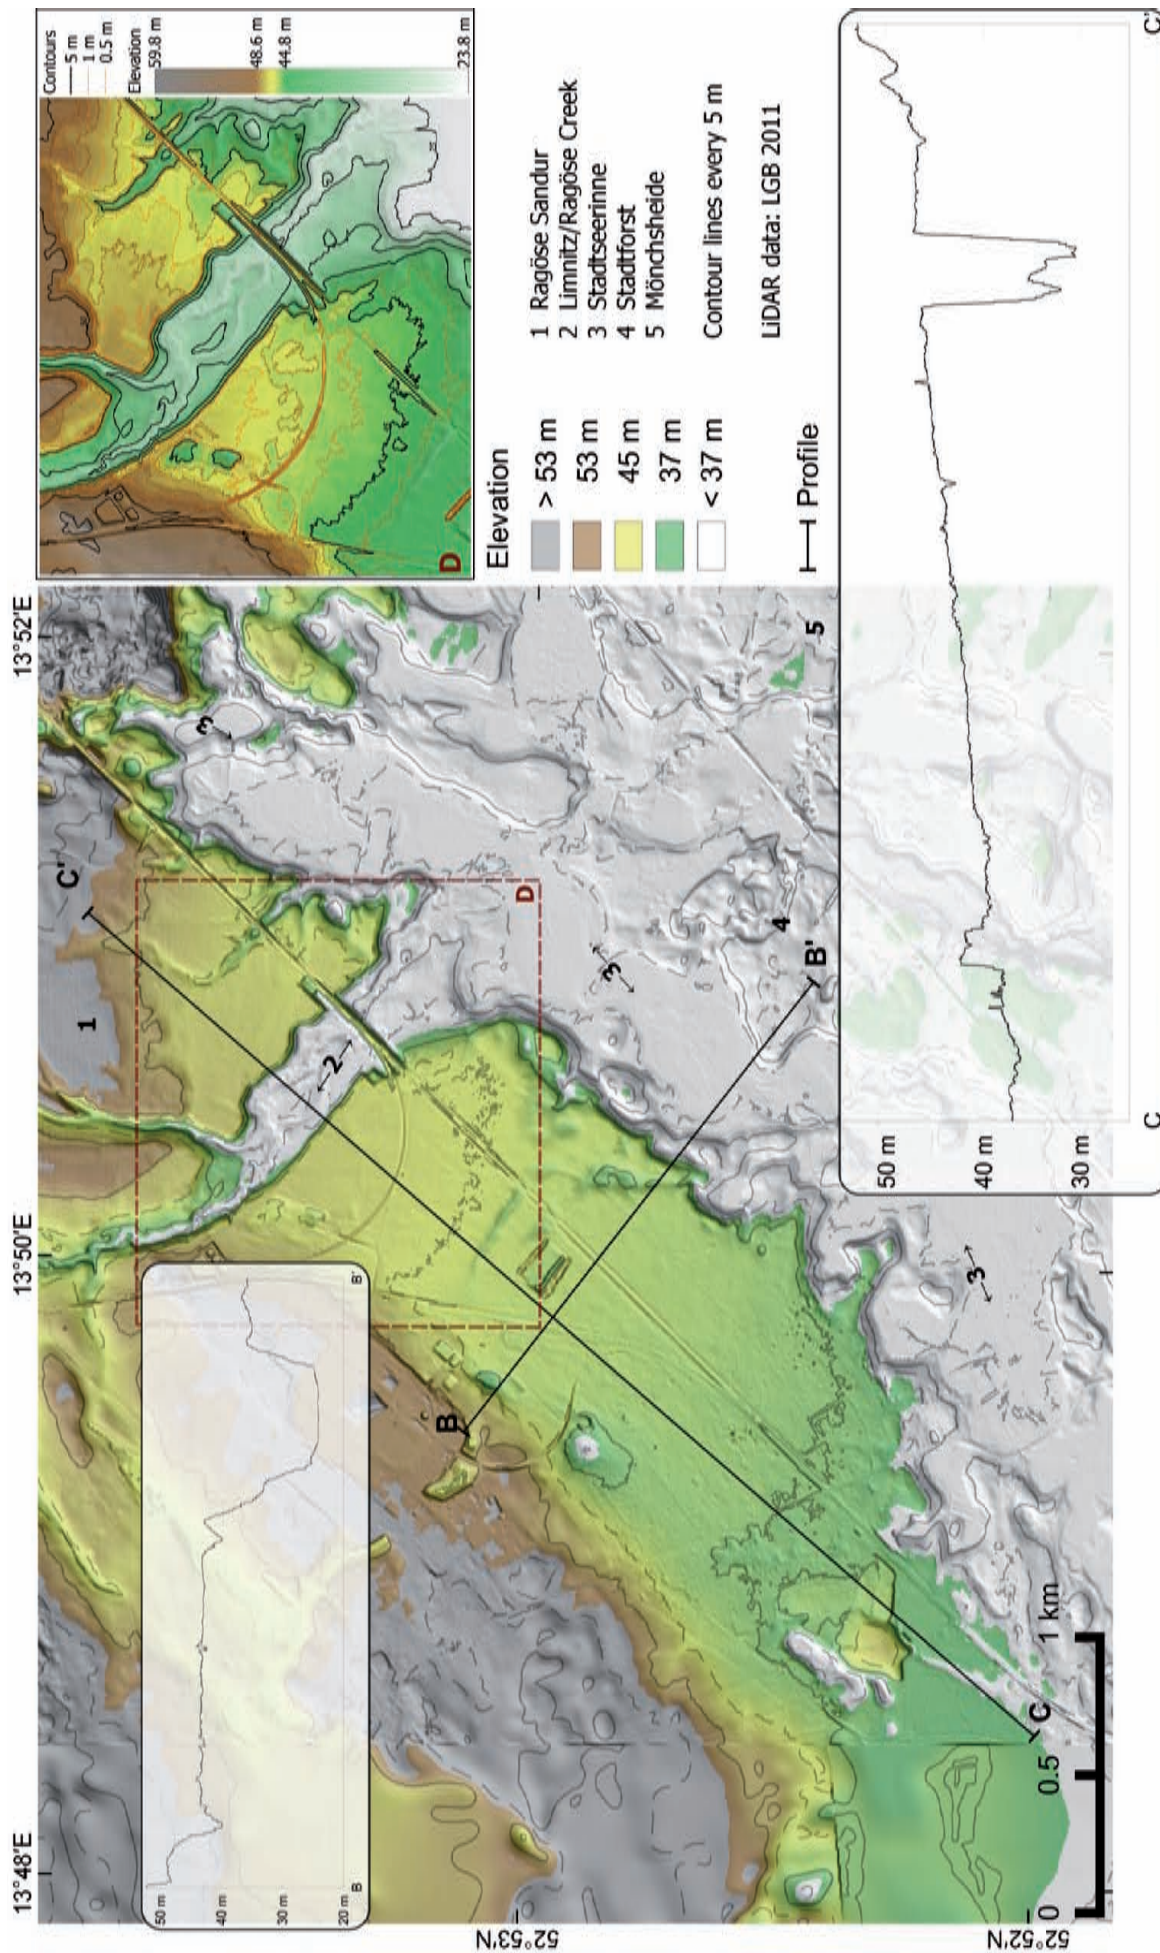 13°48'E
13°50'E
13°52'E
52°53'N
52°52'N
50 m
40 m
30 m
20 m
B
B'
1
C'
3
2
D
B
3
4
B'
5
3
C
0
0.5
1 km
Contours
5 m
1 m
0.5 m
Elevation
59.8 m
48.6 m
44.8 m
23.8 m
D
Elevation
> 53 m
53 m
45 m
37 m
< 37 m
Profile
1 Ragöse Sandur
2 Limnitz/Ragöse Creek
3 Stadtseerinne
4 Stadtforst
5 Mönchsheide
Contour lines every 5 m
LiDAR data: LGB 2011
50 m
40 m
30 m
C
C'